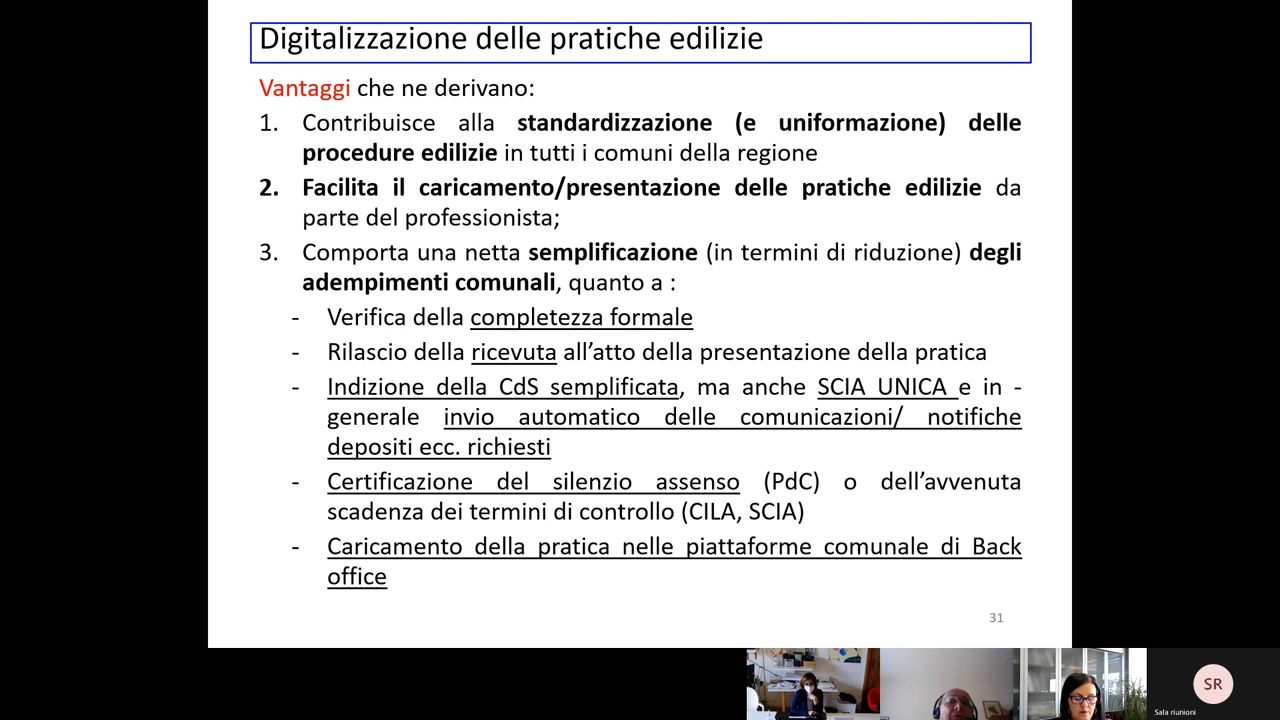 Digitalizzazione delle pratiche edilizie
Vantaggi che ne derivano:
1. Contribuisce alla standardizzazione (e uniformazione) delle
procedure edilizie in tutti i comuni della regione
2. Facilita il caricamento/presentazione delle pratiche edilizie da
parte del professionista;
3. Comporta una netta semplificazione (in termini di riduzione) degli
adempimenti comunali, quanto a :
- Verifica della completezza formale
- Rilascio della ricevuta all’atto della presentazione della pratica
- Indizione della CdS semplificata, ma anche SCIA UNICA e in -
generale invio automatico delle comunicazioni/ notifiche
depositi ecc. richiesti
- Certificazione del silenzio assenso (PdC) o dell’avvenuta
scadenza dei termini di controllo (CILA, SCIA)
- Caricamento della pratica nelle piattaforme comunale di Back
office
31
SR
Sala riunioni